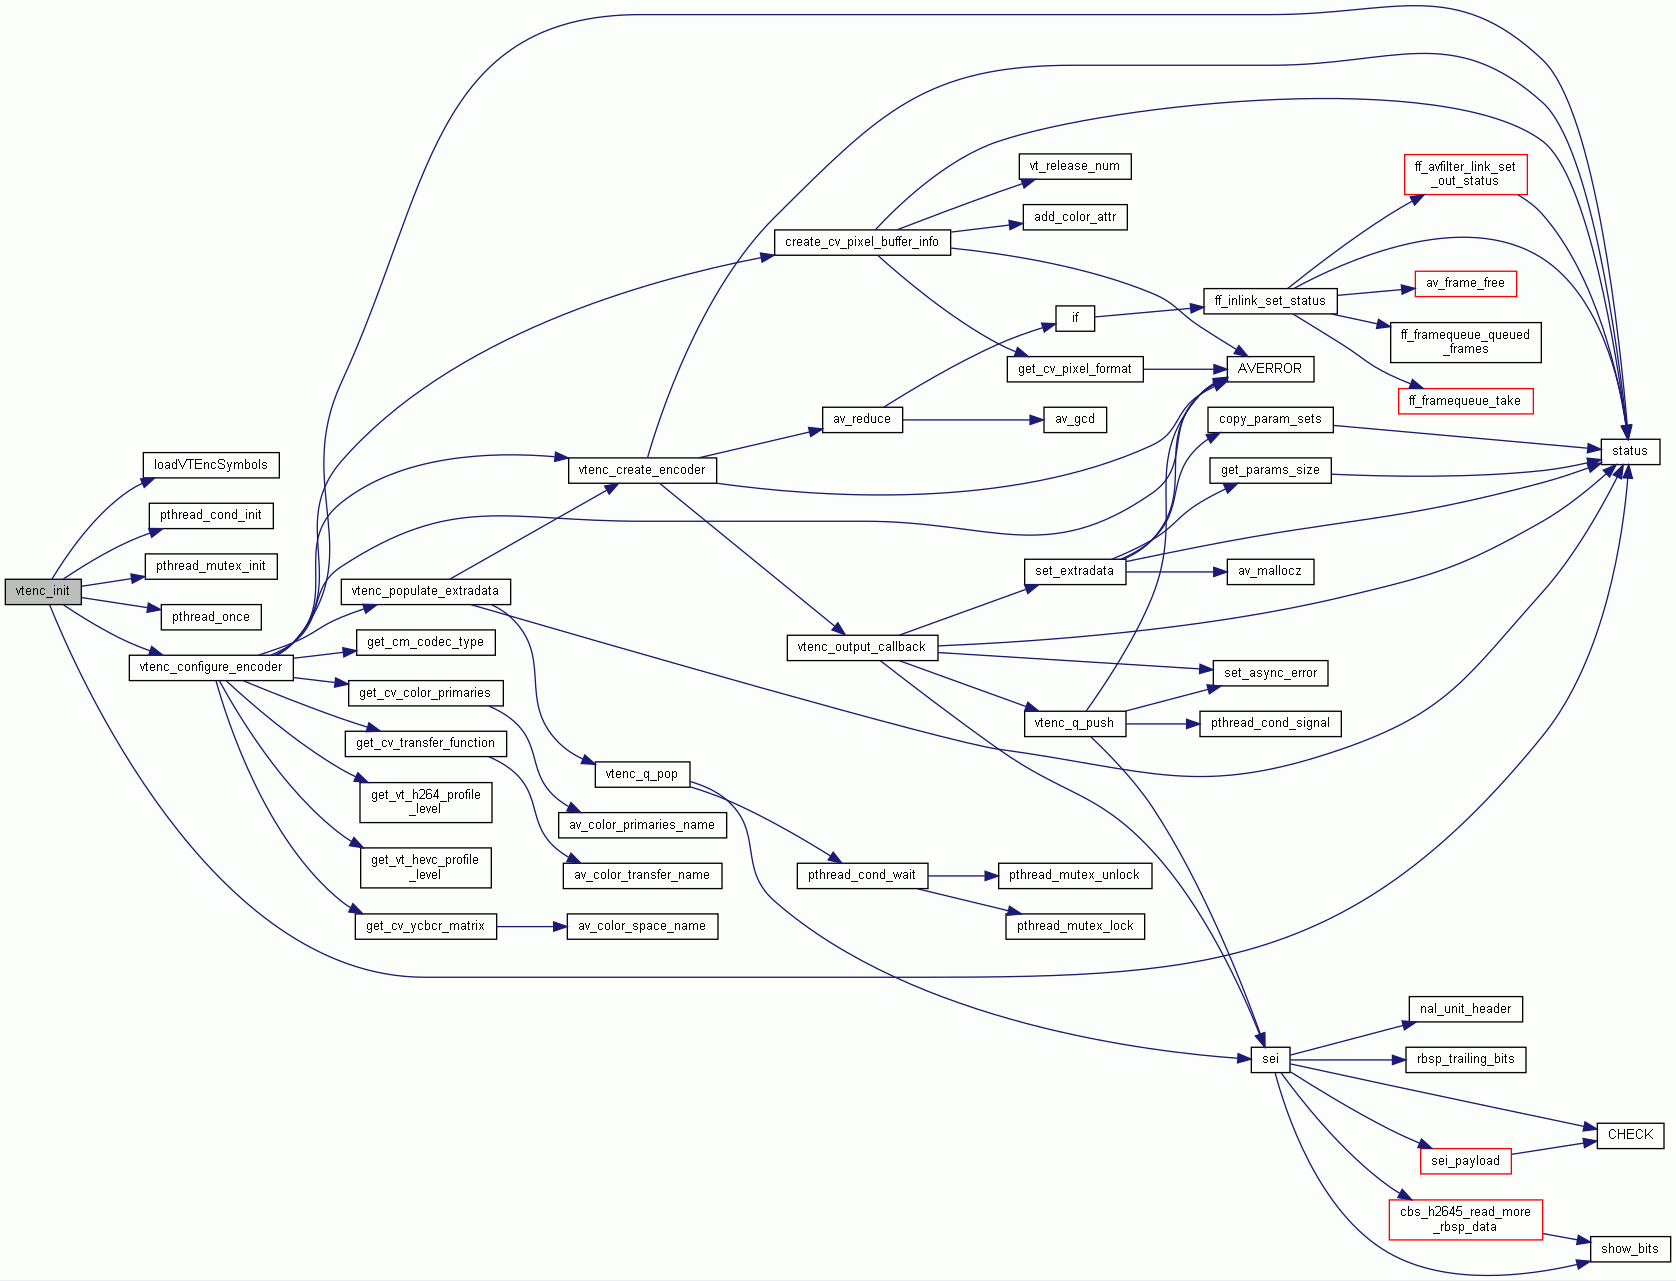 vtenc_init
loadVTEncSymbols
pthread_cond_init
pthread_mutex_init
pthread_once
vtenc_configure_encoder
vtenc_populate_extradata
get_cm_codec_type
get_cv_color_primaries
get_cv_transfer_function
get_vt_h264_profile
_level
get_vt_hevc_profile
_level
get_cv_ycbcr_matrix
vtenc_create_encoder
vtenc_q_pop
av_color_primaries_name
av_color_transfer_name
av_color_space_name
create_cv_pixel_buffer_info
av_reduce
vtenc_output_callback
pthread_cond_wait
vt_release_num
add_color_attr
if
get_cv_pixel_format
av_gcd
set_extradata
vtenc_q_push
pthread_mutex_unlock
pthread_mutex_lock
ff_inlink_set_status
AVERROR
copy_param_sets
get_params_size
av_mallocz
set_async_error
pthread_cond_signal
sei
ff_avfilter_link_set
_out_status
av_frame_free
ff_framequeue_queued
_frames
ff_framequeue_take
nal_unit_header
rbsp_trailing_bits
sei_payload
cbs_h2645_read_more
_rbsp_data
status
CHECK
show_bits